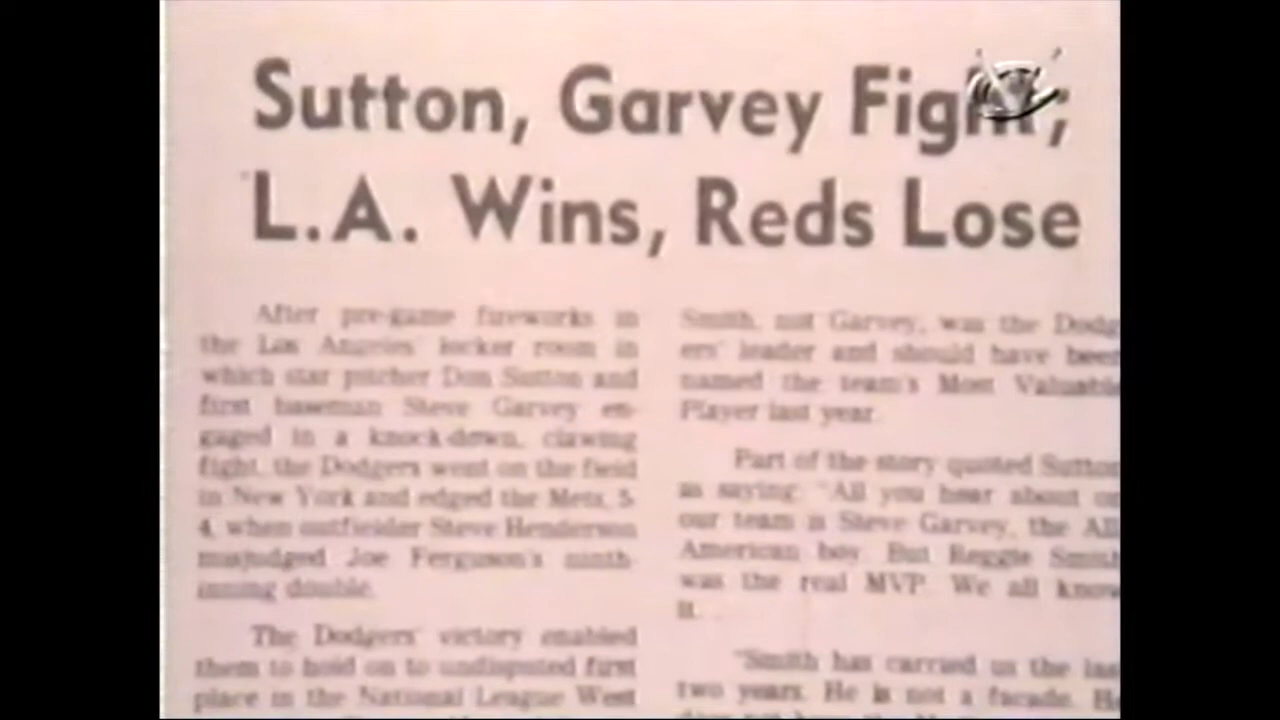 Sutton, Garvey Fight;
L.A. Wins, Reds Lose
After pre-game fireworks in
the Los Angeles' locker room in
which star pitcher Don Sutton and
first baseman Steve Garvey en-
gaged in a knock-down, clawing
fight, the Dodgers went on the field
in New York and edged the Mets, 5-
4, when outfielder Steve Henderson
misjudged Joe Ferguson's ninth-
inning double.
The Dodgers' victory enabled
them to hold on to undisputed first
place in the National League West
Smith, not Garvey, was the Dodg
ers' leader and should have been
named the team's Most Valuable
Player last year.
Part of the story quoted Sutton
as saying: "All you hear about on
our team is Steve Garvey, the All
American boy. But Reggie Smith
was the real MVP. We all know
it...
"Smith has carried us the las
two years. He is not a facade. He